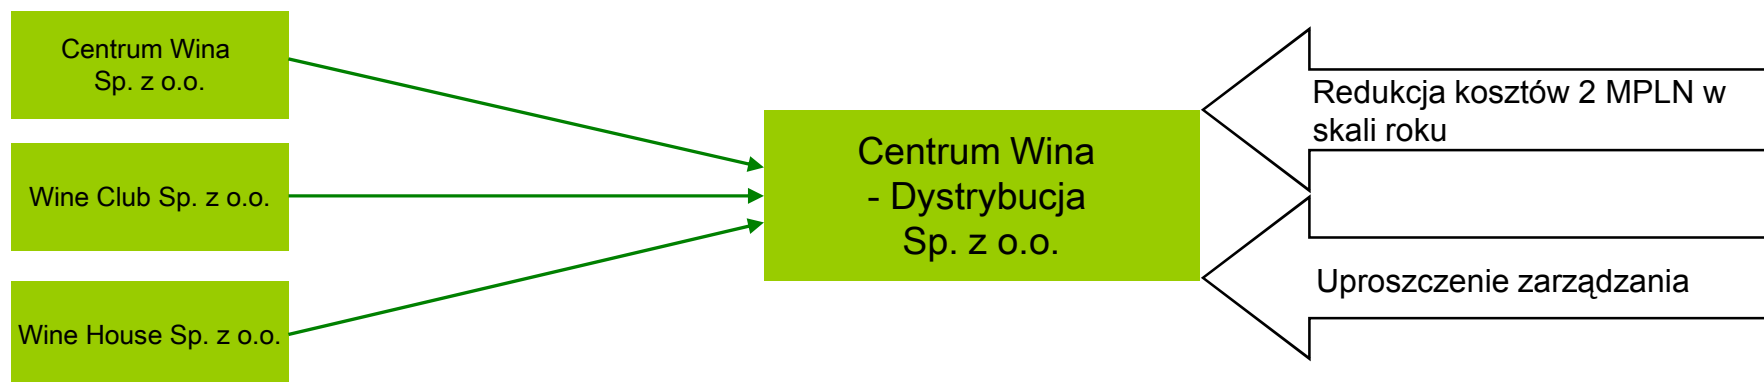 Centrum Wina
Sp. z o.o.
Wine Club Sp. z o.o.
Wine House Sp. z o.o.
Centrum Wina
- Dystrybucja
Sp. z o.o.
Redukcja kosztów 2 MPLN w
skali roku
Uproszczenie zarządzania